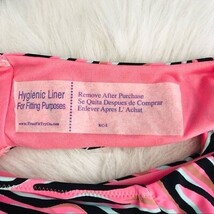 Hygienic Liner
For Fitting Purposes
Remove After Purchase
Se Quita Despues de Comprar
Enlever Apres L' Achat